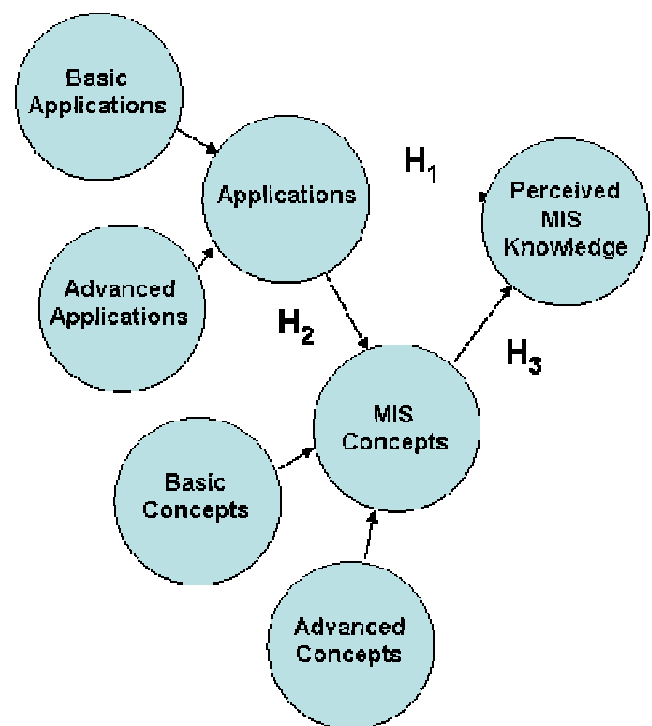 Basic
Applications
Applications
H1
Perceived
MIS
Knowledge
Advanced
Applications
H2
H3
MIS
Concepts
Basic
Concepts
Advanced
Concepts